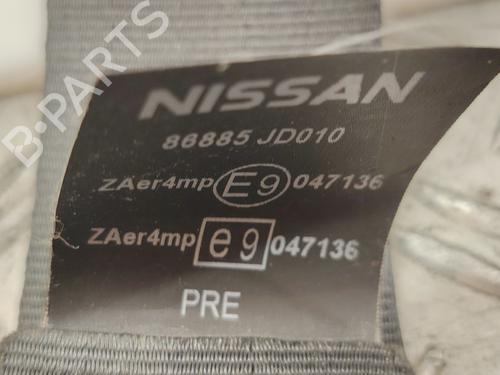 NISSAN
86885 JD010
ZAer4mp E9 047136
ZAer4mp e9 047136
PRE
B-PARTS